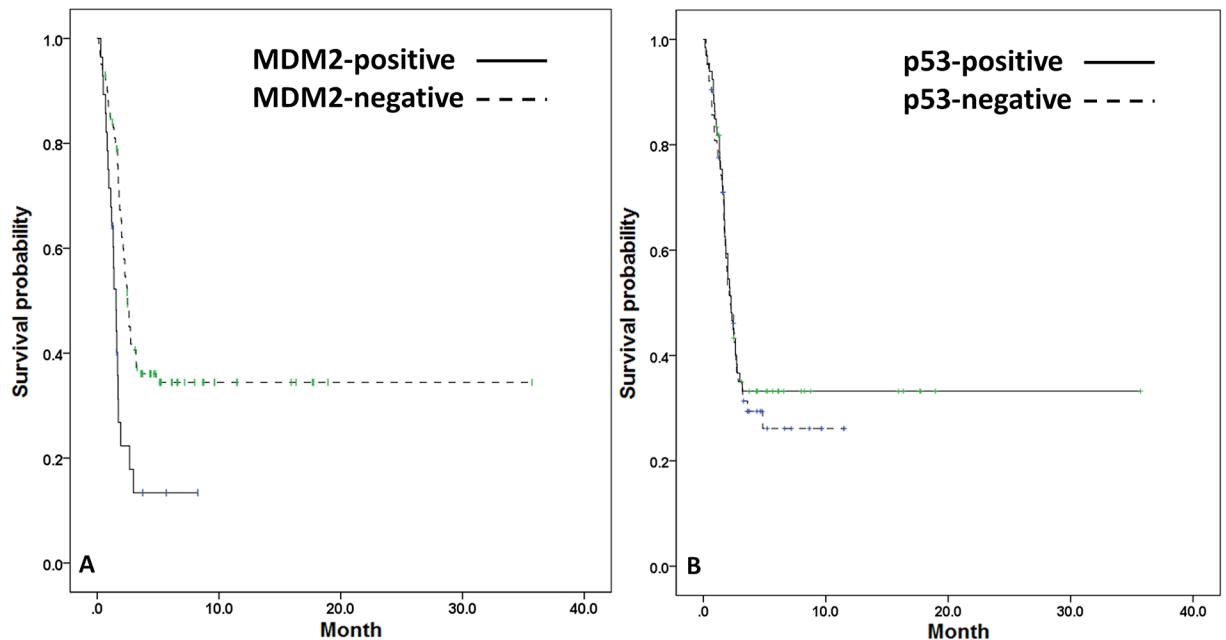 MDM2-positive
MDM2-negative
1.0
0.8
0.6
0.4
0.2
0.0
Survival probability
A
.0 10.0 20.0 30.0 40.0
Month
p53-positive
p53-negative
1.0
0.8
0.6
0.4
0.2
0.0
Survival probability
B
.0 10.0 20.0 30.0 40.0
Month